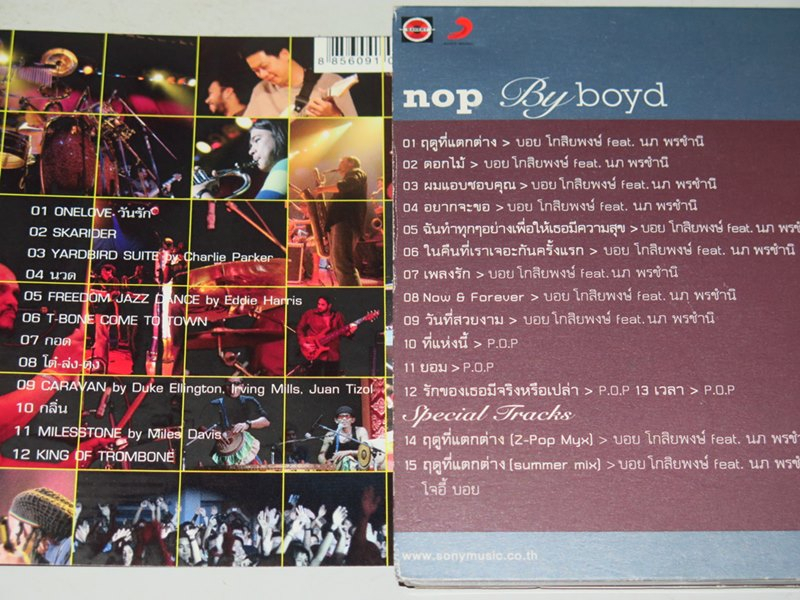 8 856091 0
01 ONELOVE วันรัก
02 SKARIDER
03 YARDBIRD SUITE by Charlie Parker
04 นวด
05 FREEDOM JAZZ DANCE by Eddie Harris
06 T-BONE COME TO TOWN
07 กอด
08 โต๋-ล่ง-ตง
09 CARAVAN by Duke Ellington, Irving Mills, Juan Tizol
10 กลิ่น
11 MILESSTONE by Miles Davis
12 KING OF TROMBONE
BAKERY
SONY MUSIC
nop By boyd
01 ฤดูที่แตกต่าง > บอย โกสิยพงษ์ feat. นภ พรชำนิ
02 ดอกไม้ > บอย โกสิยพงษ์ feat. นภ พรชำนิ
03 ผมแอบชอบคุณ > บอย โกสิยพงษ์ feat. นภ พรชำนิ
04 อยากจะขอ > บอย โกสิยพงษ์ feat. นภ พรชำนิ
05 ฉันทำทุกๆอย่างเพื่อให้เธอมีความสุข > บอย โกสิยพงษ์ feat. นภ พรชำ
06 ในคืนที่เราเจอะกันครั้งแรก > บอย โกสิยพงษ์ feat. นภ พรชำนิ
07 เพลงรัก > บอย โกสิยพงษ์ feat. นภ พรชำนิ
08 Now & Forever > บอย โกสิยพงษ์ feat. นภ พรชำนิ
09 วันที่สวยงาม > บอย โกสิยพงษ์ feat. นภ พรชำนิ
10 ที่แห่งนี้ > P.O.P
11 ยอม > P.O.P
12 รักของเธอมีจริงหรือเปล่า > P.O.P 13 เวลา > P.O.P
Special Tracks
14 ฤดูที่แตกต่าง (Z-Pop Myx) > บอย โกสิยพงษ์ feat. นภ พรชำ
15 ฤดูที่แตกต่าง (summer mix) > บอย โกสิยพงษ์ feat. นภ พรชำ
โจอี้ บอย
www.sonymusic.co.th